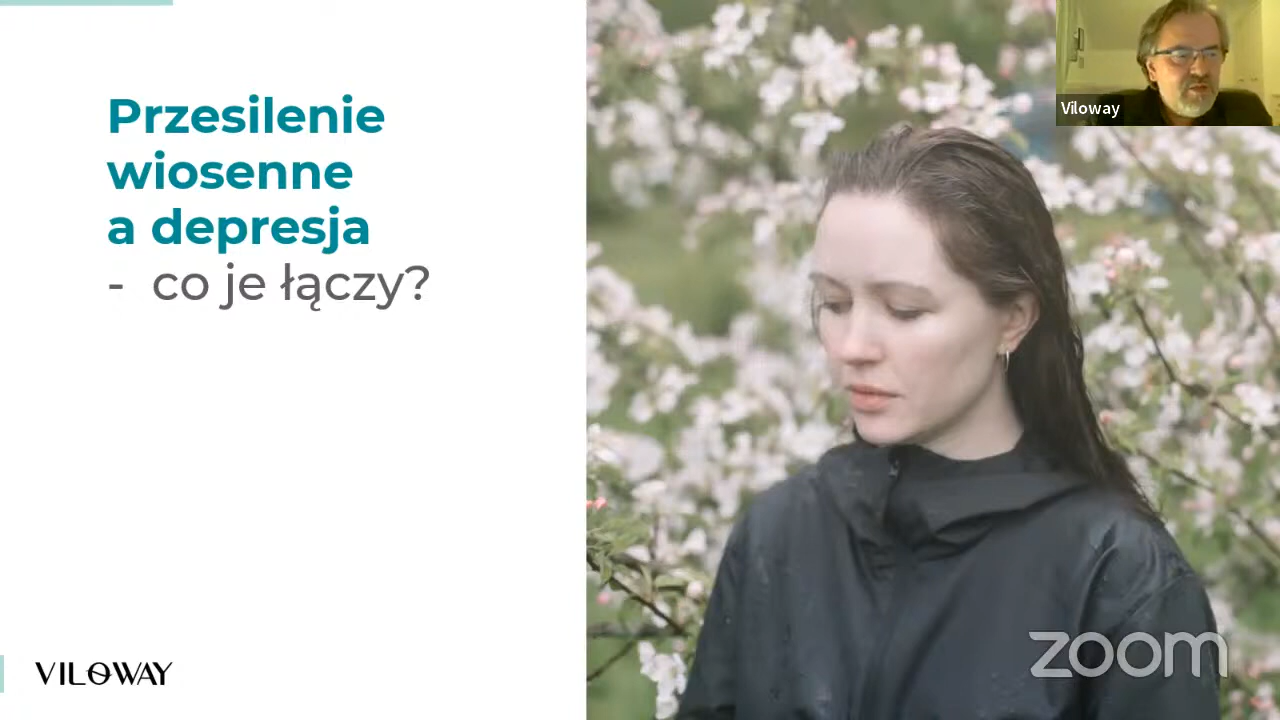 Przesilenie
wiosenne
a depresja
- co je łączy?
Viloway
VILOWAY
zoom